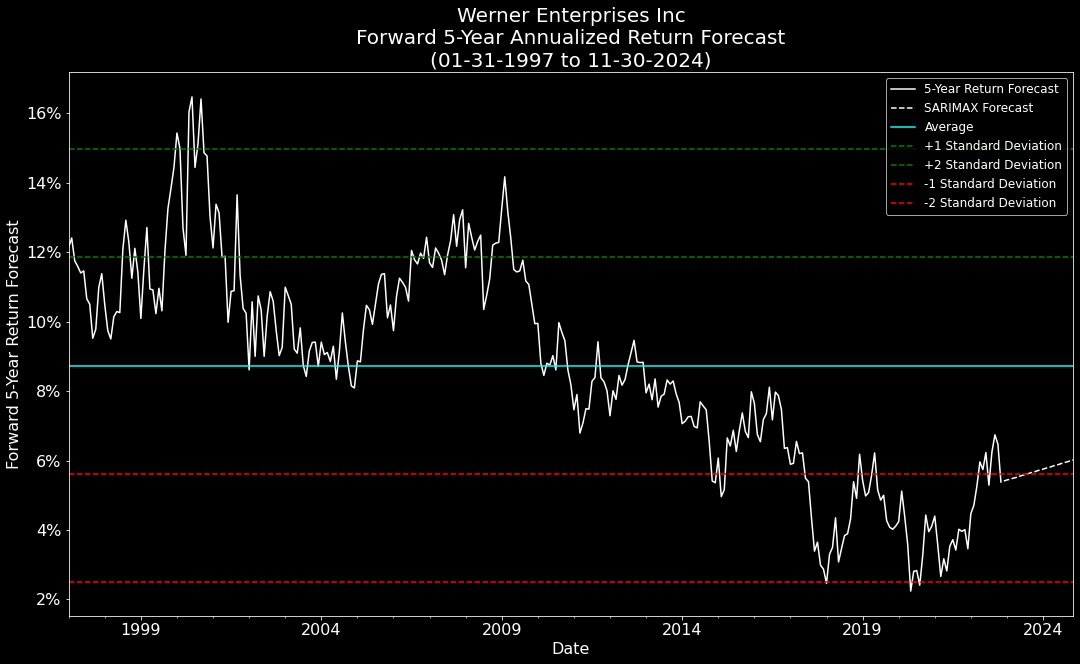 Werner Enterprises Inc
Forward 5-Year Annualized Return Forecast
(01-31-1997 to 11-30-2024)
5-Year Return Forecast
SARIMAX Forecast
Average
+1 Standard Deviation
+2 Standard Deviation
-1 Standard Deviation
-2 Standard Deviation
Forward 5-Year Return Forecast
16%
14%
12%
10%
8%
6%
4%
2%
1999 2004 2009 2014 2019 2024
Date